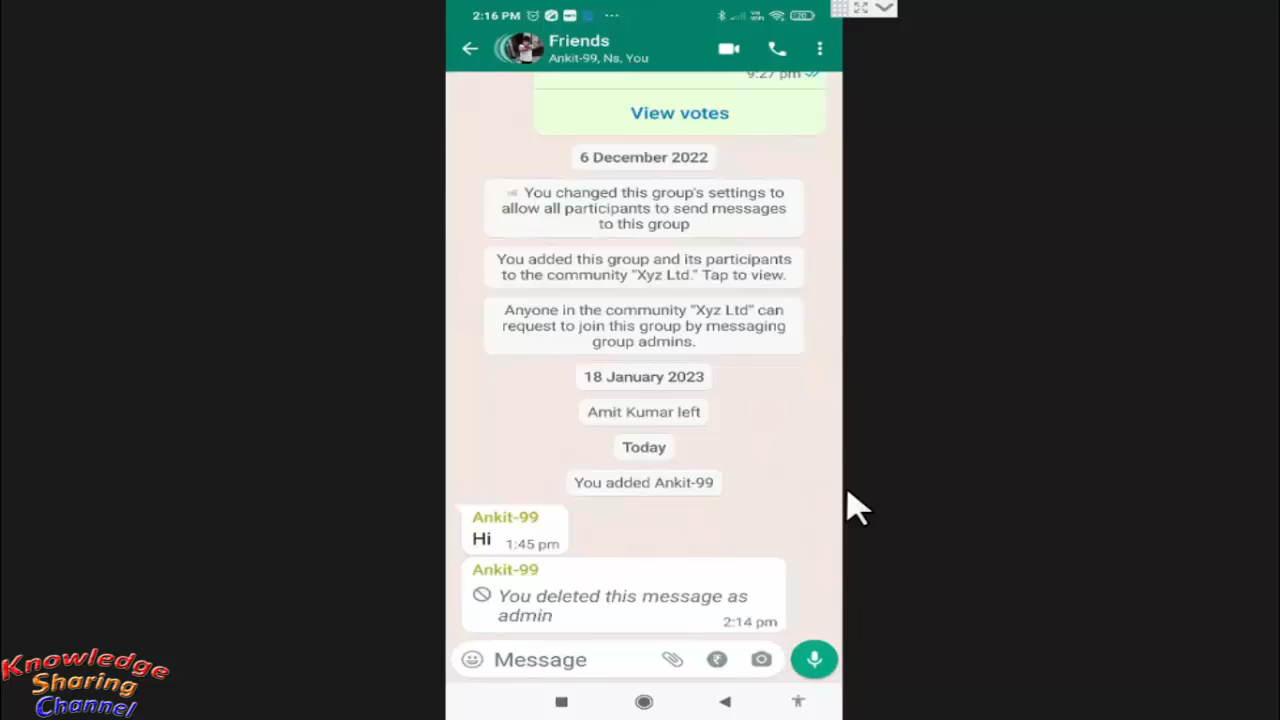 2:16 PM
20
Friends
Ankit-99, Ns, You
9:27 pm
View votes
6 December 2022
You changed this group's settings to
allow all participants to send messages
to this group
You added this group and its participants
to the community "Xyz Ltd." Tap to view.
Anyone in the community "Xyz Ltd" can
request to join this group by messaging
group admins.
18 January 2023
Amit Kumar left
Today
You added Ankit-99
Ankit-99
Hi 1:45 pm
Ankit-99
You deleted this message as
admin
2:14 pm
Message
Knowledge
Sharing
Channel